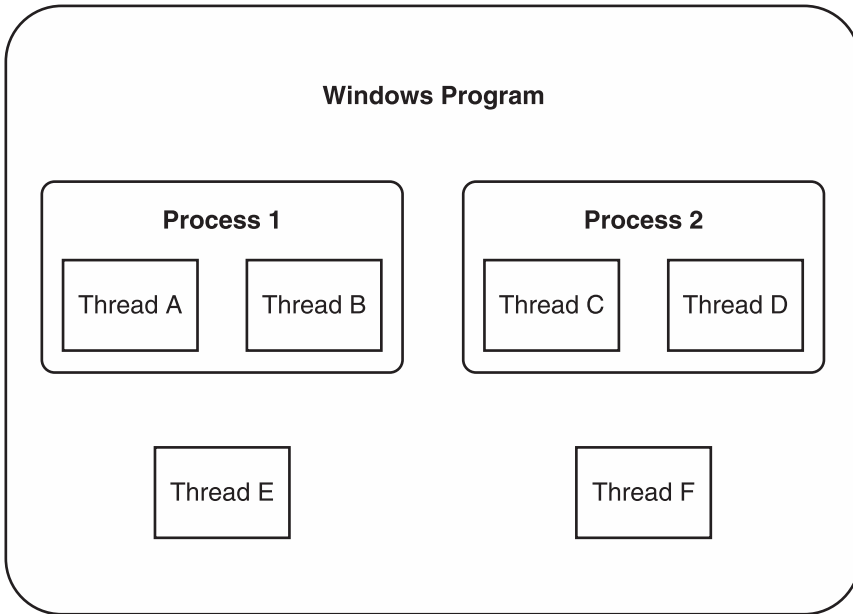 Windows Program
Process 1
Process 2
Thread A
Thread B
Thread C
Thread D
Thread E
Thread F